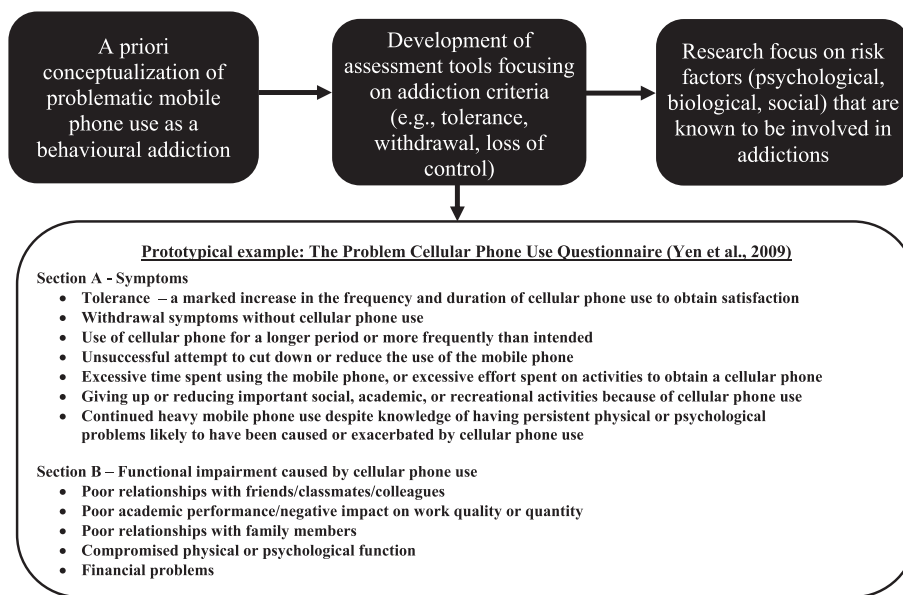 A priori
conceptualization of
problematic mobile
phone use as a
behavioural addiction
Development of
assessment tools focusing
on addiction criteria
(e.g., tolerance,
withdrawal, loss of
control)
Research focus on risk
factors (psychological,
biological, social) that are
known to be involved in
addictions
Prototypical example: The Problem Cellular Phone Use Questionnaire (Yen et al., 2009)
Section A - Symptoms
• Tolerance – a marked increase in the frequency and duration of cellular phone use to obtain satisfaction
• Withdrawal symptoms without cellular phone use
• Use of cellular phone for a longer period or more frequently than intended
• Unsuccessful attempt to cut down or reduce the use of the mobile phone
• Excessive time spent using the mobile phone, or excessive effort spent on activities to obtain a cellular phone
• Giving up or reducing important social, academic, or recreational activities because of cellular phone use
• Continued heavy mobile phone use despite knowledge of having persistent physical or psychological
problems likely to have been caused or exacerbated by cellular phone use
Section B – Functional impairment caused by cellular phone use
• Poor relationships with friends/classmates/colleagues
• Poor academic performance/negative impact on work quality or quantity
• Poor relationships with family members
• Compromised physical or psychological function
• Financial problems